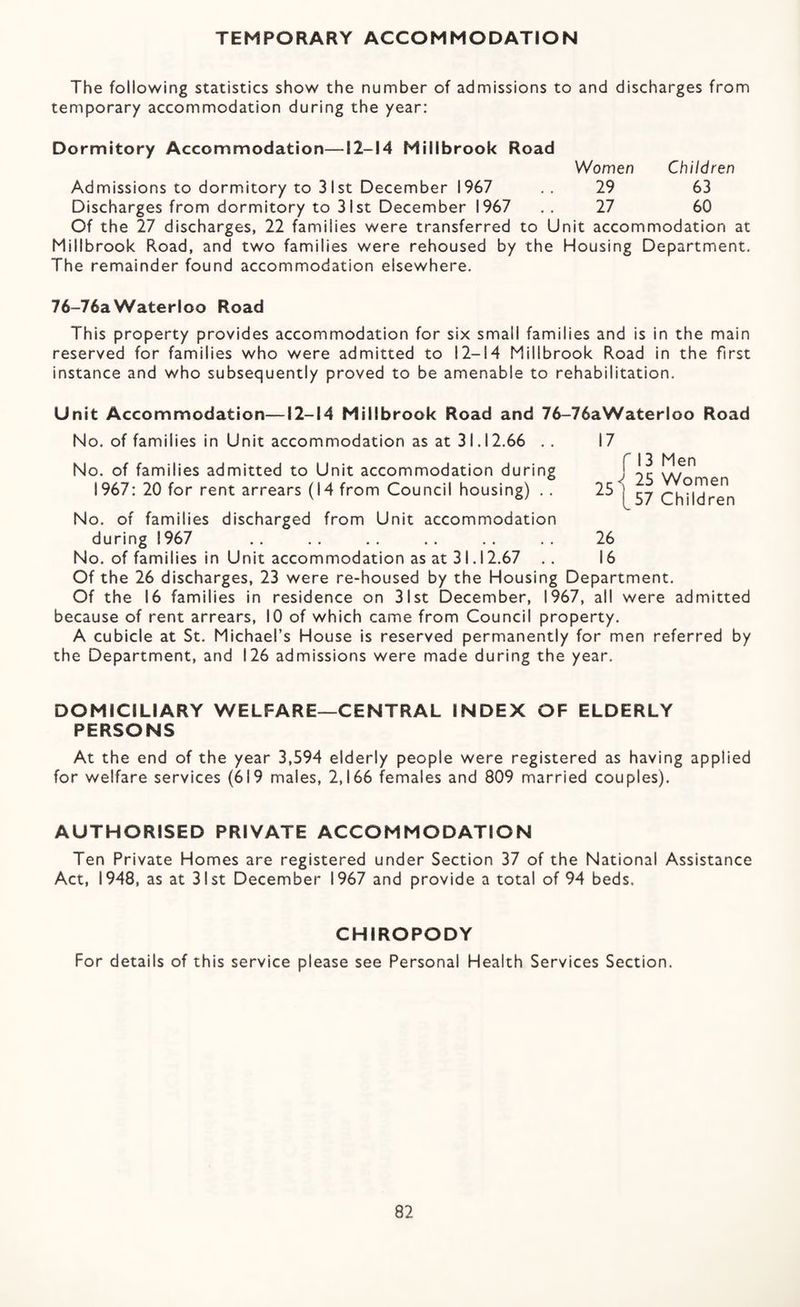 TEMPORARY ACCOMMODATION
The following statistics show the number of admissions to and discharges from
temporary accommodation during the year:
Dormitory Accommodation—12–14 Millbrook Road
Women Children
Admissions to dormitory to 31st December 1967 .. 29 63
Discharges from dormitory to 31st December 1967 .. 27 60
Of the 27 discharges, 22 families were transferred to Unit accommodation at
Millbrook Road, and two families were rehoused by the Housing Department.
The remainder found accommodation elsewhere.
76–76a Waterloo Road
This property provides accommodation for six small families and is in the main
reserved for families who were admitted to 12–14 Millbrook Road in the first
instance and who subsequently proved to be amenable to rehabilitation.
Unit Accommodation—12–14 Millbrook Road and 76–76a Waterloo Road
No. of families in Unit accommodation as at 31.12.66 .. 17
No. of families admitted to Unit accommodation during
1967: 20 for rent arrears (14 from Council housing) .. 25 { 13 Men
25 Women
57 Children
No. of families discharged from Unit accommodation
during 1967 .. .. .. .. .. .. 26
No. of families in Unit accommodation as at 31.12.67 .. 16
Of the 26 discharges, 23 were re-housed by the Housing Department.
Of the 16 families in residence on 31st December, 1967, all were admitted
because of rent arrears, 10 of which came from Council property.
A cubicle at St. Michael's House is reserved permanently for men referred by
the Department, and 126 admissions were made during the year.
DOMICILIARY WELFARE—CENTRAL INDEX OF ELDERLY
PERSONS
At the end of the year 3,594 elderly people were registered as having applied
for welfare services (619 males, 2,166 females and 809 married couples).
AUTHORISED PRIVATE ACCOMMODATION
Ten Private Homes are registered under Section 37 of the National Assistance
Act, 1948, as at 31st December 1967 and provide a total of 94 beds.
CHIROPODY
For details of this service please see Personal Health Services Section.
82